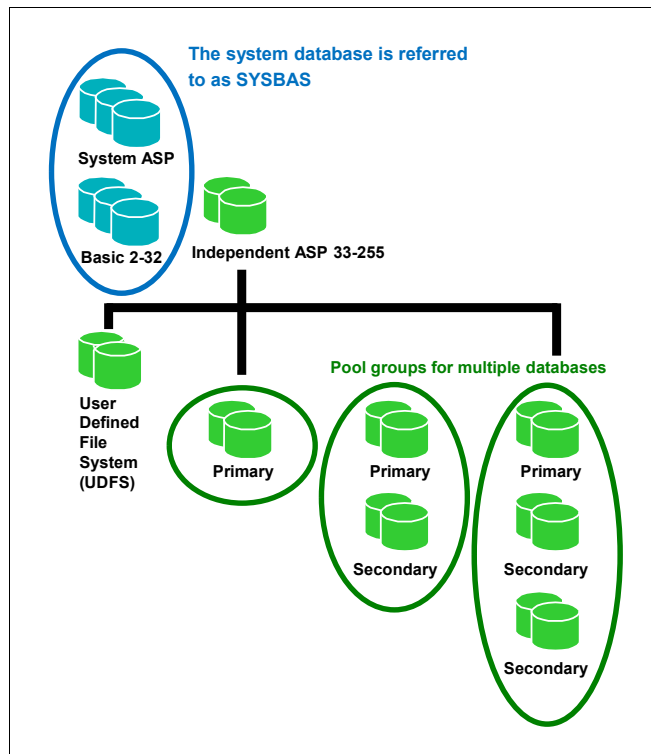 The system database is referred
to as SYSBAS
System ASP
Basic 2-32
Independent ASP 33-255
Pool groups for multiple databases
User
Defined
File
System
(UDFS)
Primary
Primary
Secondary
Primary
Secondary
Secondary